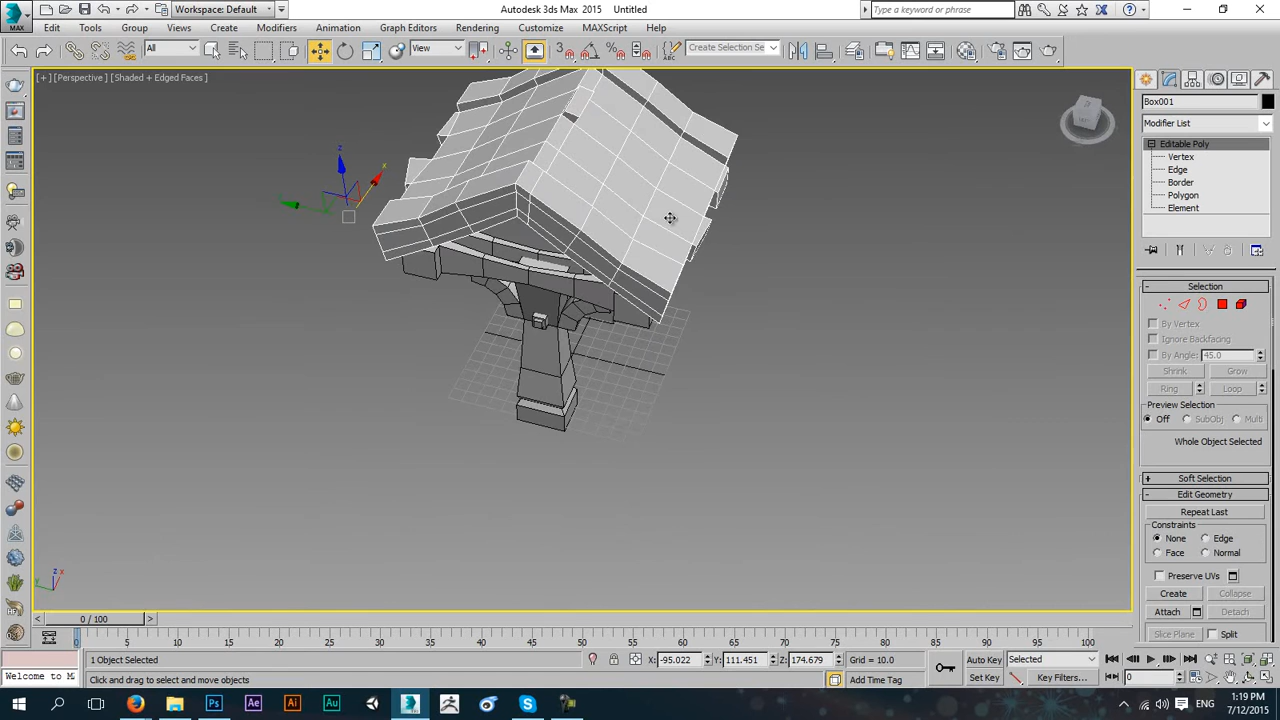 MAX
Workspace: Default
Autodesk 3ds Max 2015 Untitled
Type a keyword or phrase
Edit Tools Group Views Create Modifiers Animation Graph Editors Rendering Customize MAXScript Help
All
View
Create Selection Se
[+] [Perspective] [Shaded + Edged Faces]
z
x
Box001
Modifier List
Editable Poly
Vertex
Edge
Border
Polygon
Element
Selection
By Vertex
Ignore Backfacing
By Angle: 45.0
Shrink Grow
Ring Loop
Preview Selection
Off SubObj Multi
Whole Object Selected
Soft Selection
Edit Geometry
Repeat Last
Constraints
None Edge
Face Normal
Preserve UVs
Create Collapse
Attach Detach
Slice Plane Split
z
x
y
0 / 100
0 5 10 15 20 25 30 35 40 45 50 55 60 65 70 75 80 85 90 95 100
1 Object Selected
X: -95.022 Y: 111.451 Z: 174.679 Grid = 10.0
Auto Key Selected
Welcome to M
Click and drag to select and move objects
Add Time Tag
Set Key Key Filters... 0
Ps Ae Ai Au
ENG
1:19 PM
7/12/2015